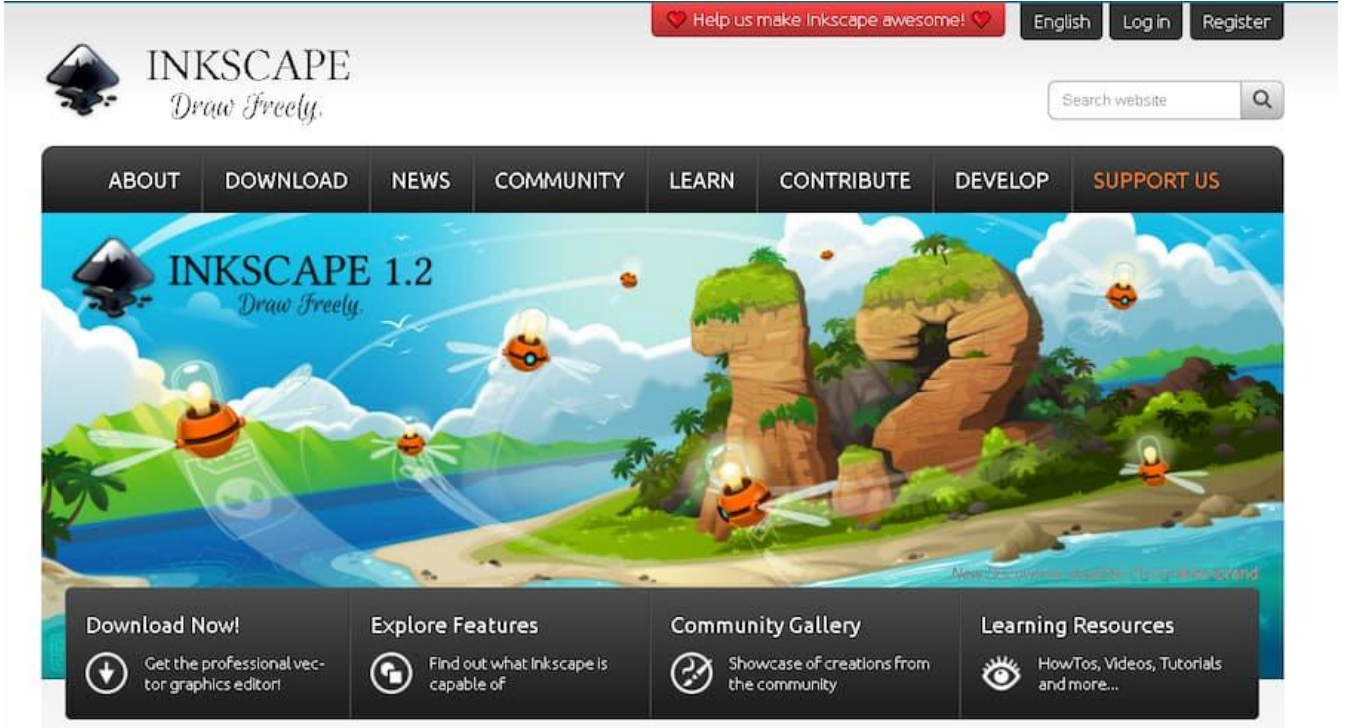 ❤ Help us make Inkscape awesome! ❤
English
Log in
Register
INKSCAPE
Draw Freely.
Search website
ABOUT
DOWNLOAD
NEWS
COMMUNITY
LEARN
CONTRIBUTE
DEVELOP
SUPPORT US
INKSCAPE 1.2
Draw Freely.
Download Now!
Get the professional vec-
tor graphics editor!
Explore Features
Find out what Inkscape is
capable of
Community Gallery
Showcase of creations from
the community
Learning Resources
HowTos, Videos, Tutorials
and more...